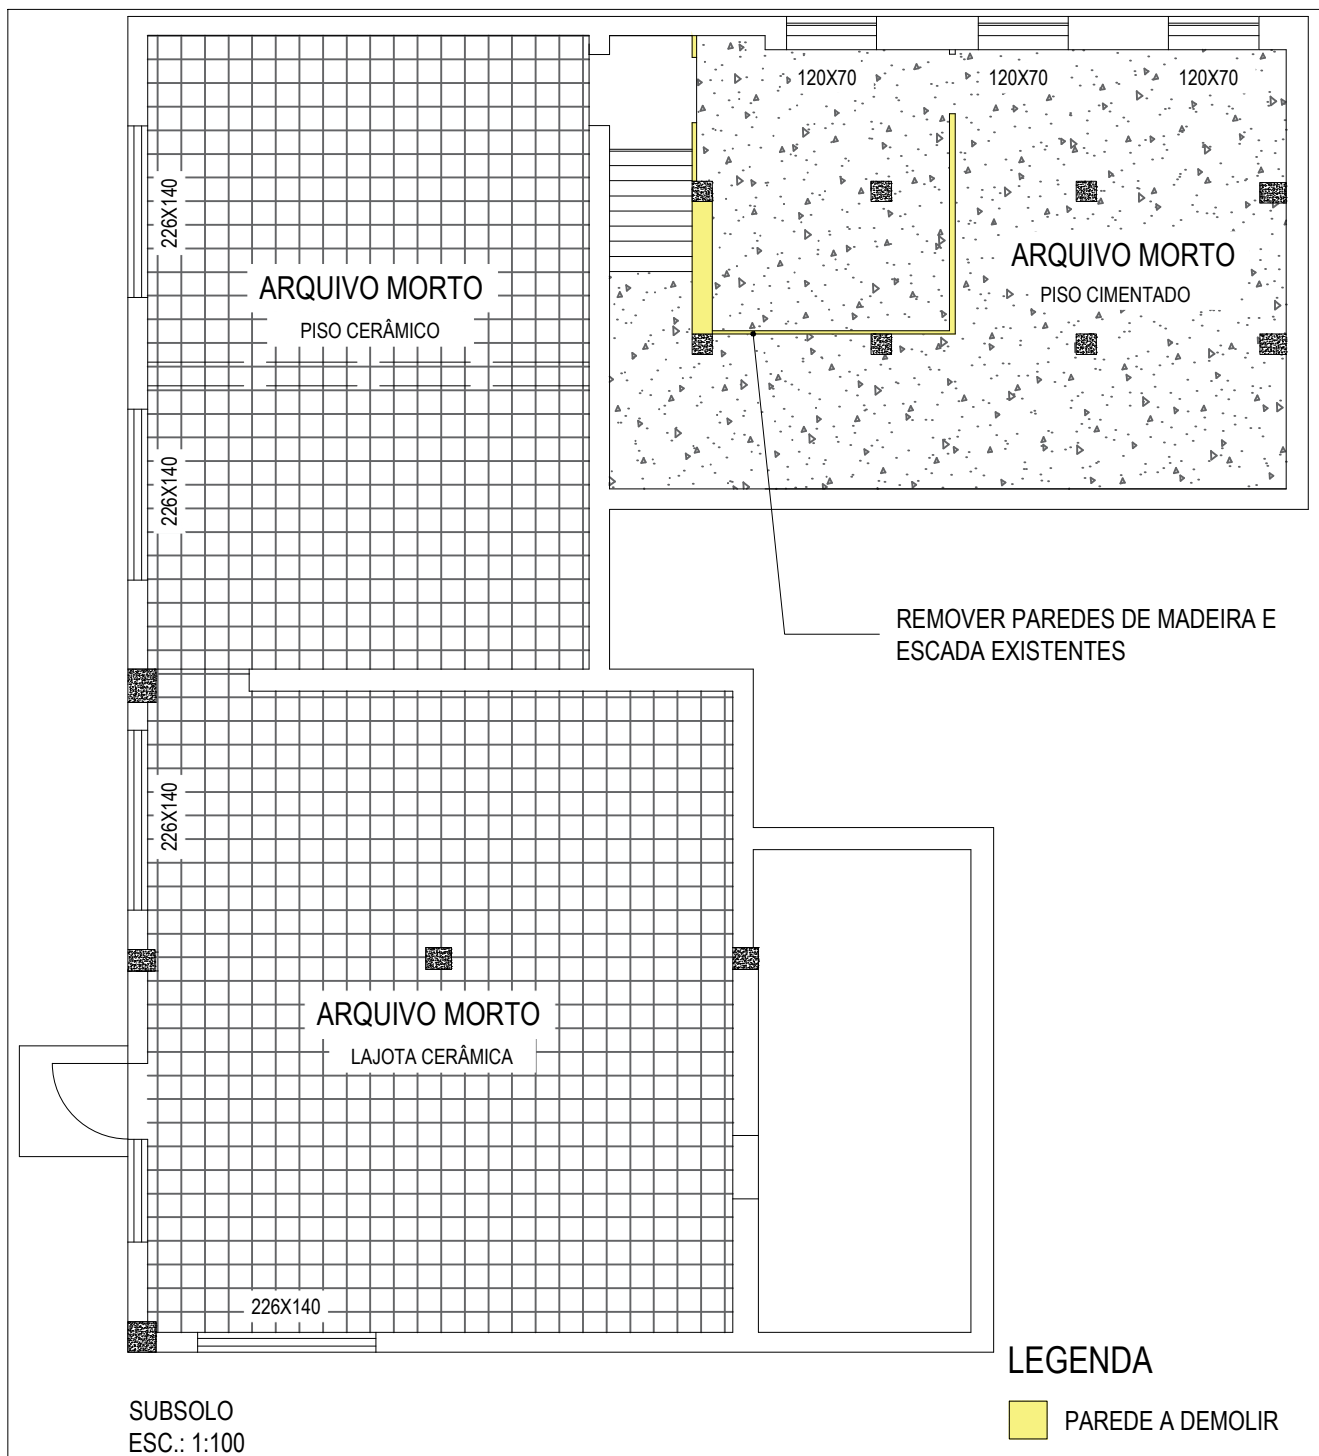 120X70
120X70
120X70
226X140
ARQUIVO MORTO
PISO CERÂMICO
ARQUIVO MORTO
PISO CIMENTADO
226X140
REMOVER PAREDES DE MADEIRA E
ESCADA EXISTENTES
226X140
ARQUIVO MORTO
LAJOTA CERÂMICA
226X140
LEGENDA
PAREDE A DEMOLIR
SUBSOLO
ESC.: 1:100